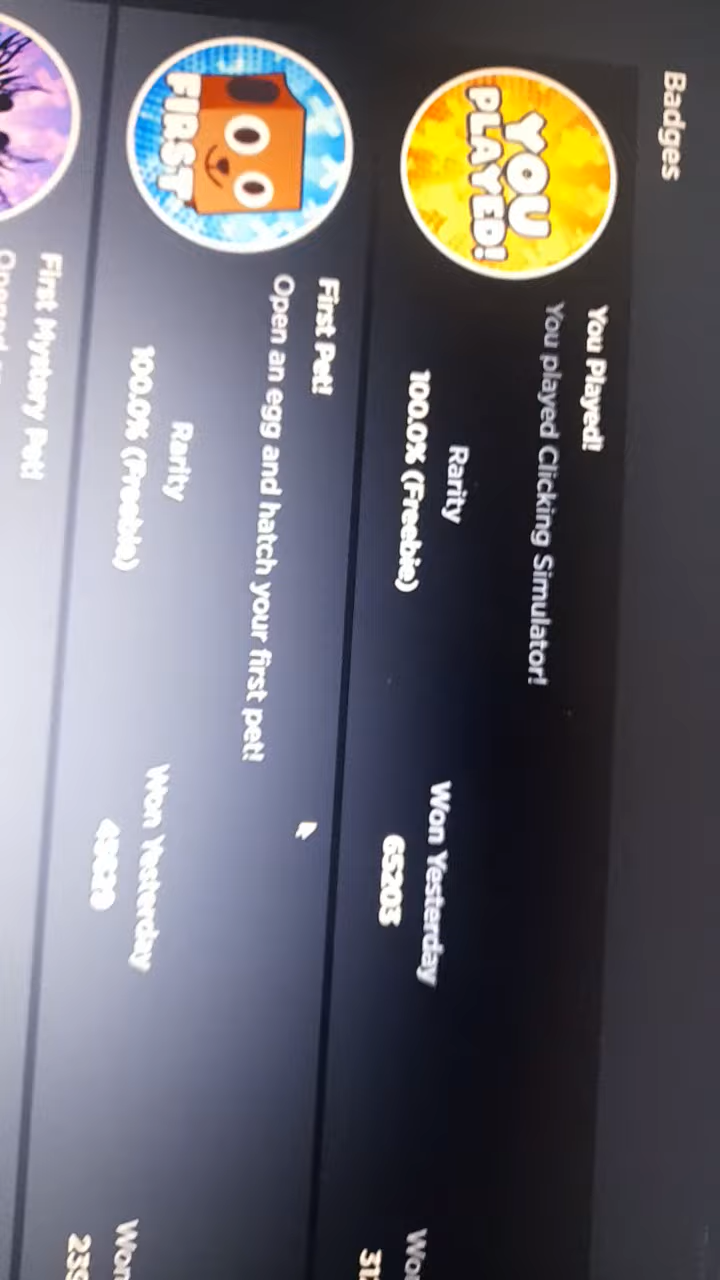 Badges
YOU
PLAYED!
You Played!
You played Clicking Simulator!
Rarity
100.0% (Freebie)
Won Yesterday
65203
FIRST
First Pet!
Open an egg and hatch your first pet!
Rarity
100.0% (Freebie)
Won Yesterday
First Mystery Pet!